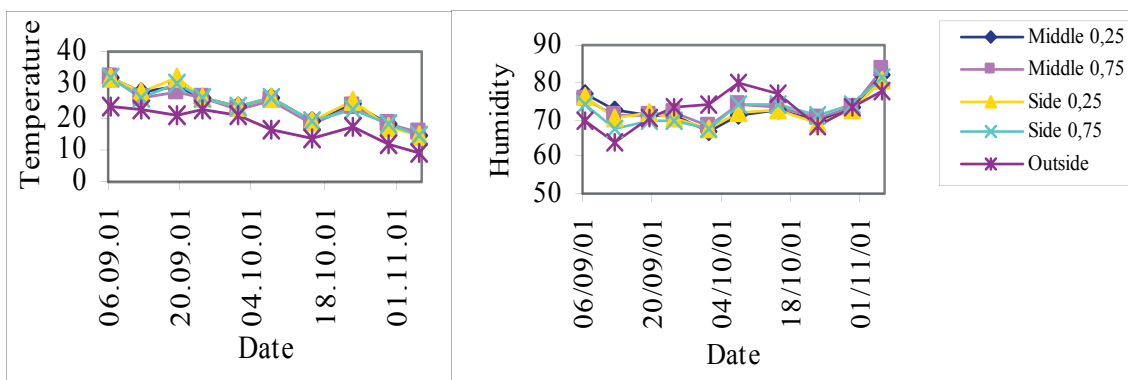 Temperature
40
30
20
10
0
06.09.01
20.09.01
04.10.01
18.10.01
01.11.01
Date
Humidity
90
80
70
60
50
06/09/01
20/09/01
04/10/01
18/10/01
01/11/01
Date
Middle 0,25
Middle 0,75
Side 0,25
Side 0,75
Outside